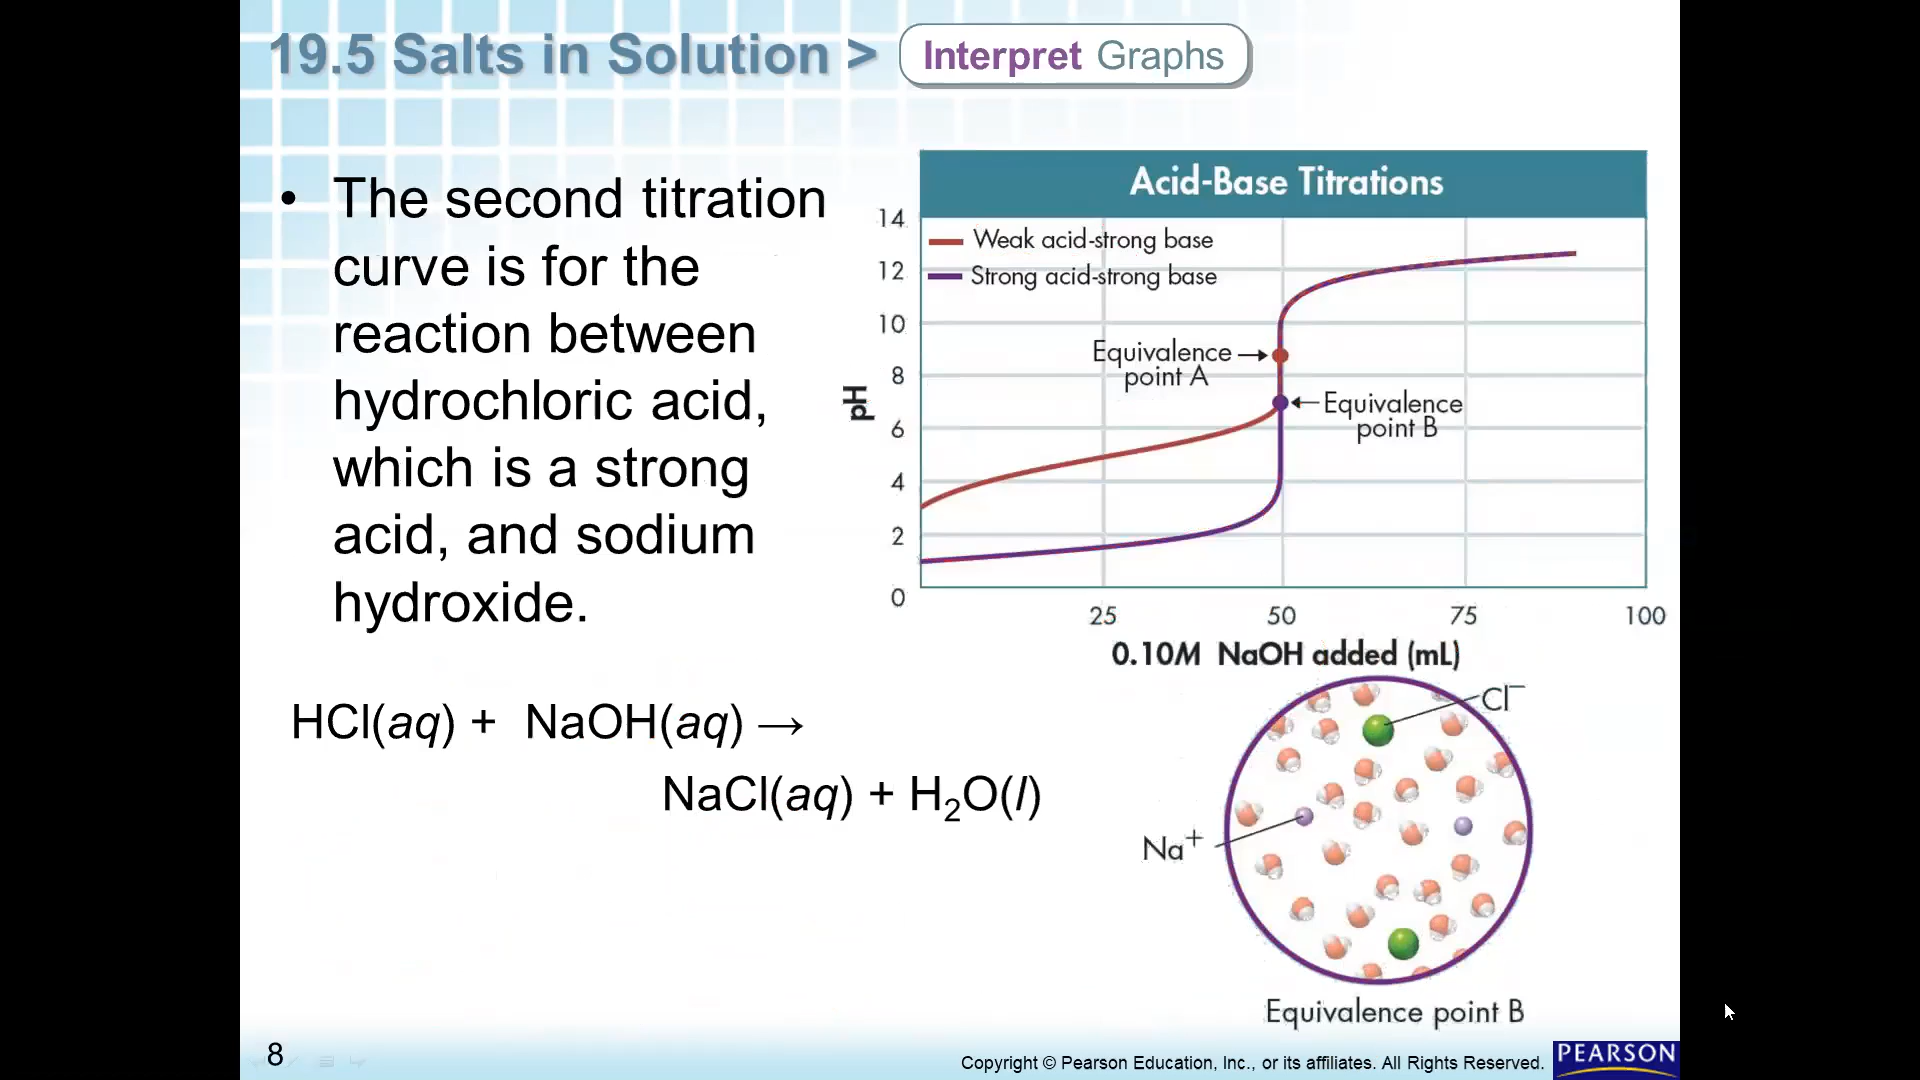 19.5 Salts in Solution > Interpret Graphs
• The second titration
curve is for the
reaction between
hydrochloric acid,
which is a strong
acid, and sodium
hydroxide.
HCl(aq) + NaOH(aq) →
NaCl(aq) + H₂O(l)
Acid-Base Titrations
Weak acid-strong base
Strong acid-strong base
14
12
10
8
6
4
2
0
pH
Equivalence
point A
Equivalence
point B
25 50 75 100
0.10M NaOH added (mL)
Cl⁻
Na⁺
Equivalence point B
8
Copyright © Pearson Education, Inc., or its affiliates. All Rights Reserved.
PEARSON